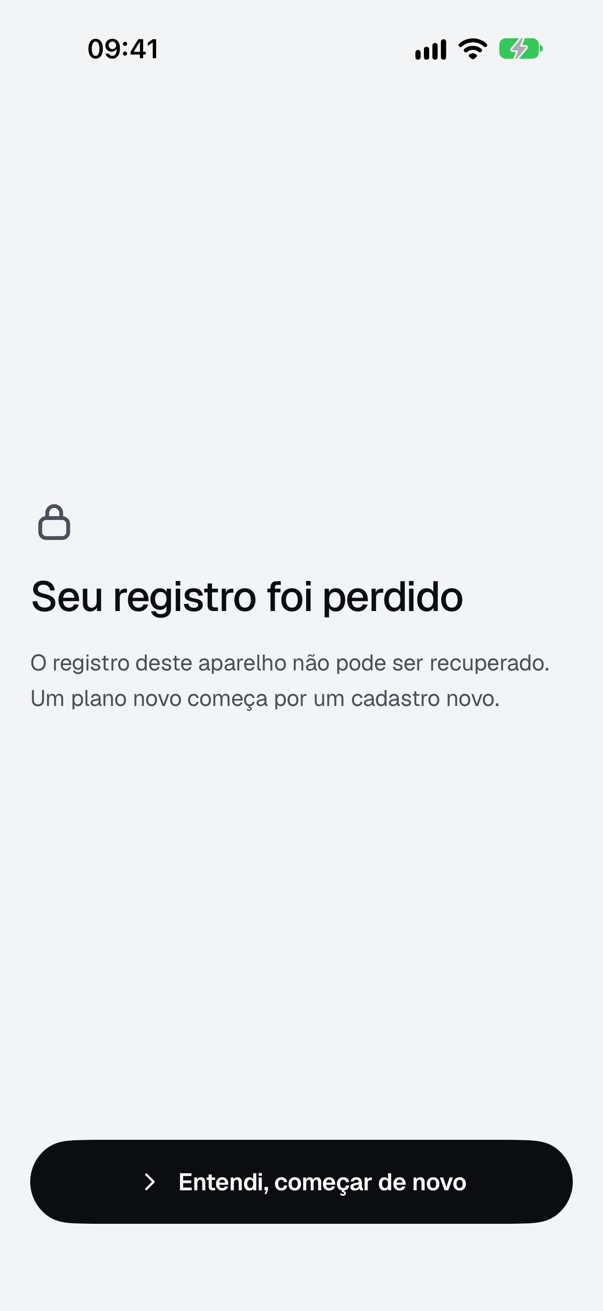 09:41
Seu registro foi perdido
O registro deste aparelho não pode ser recuperado.
Um plano novo começa por um cadastro novo.
Entendi, começar de novo